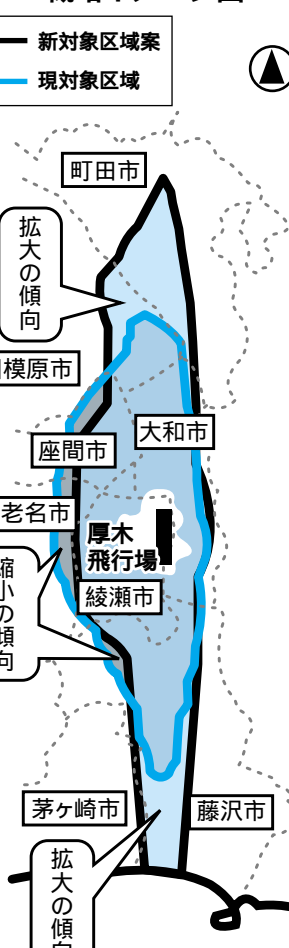 新対象区域案
現対象区域
町田市
拡大の傾向
模原市
大和市
座間市
老名市
厚木
飛行場
綾瀬市
縮小の傾向
茅ヶ崎市
藤沢市
拡大の傾向